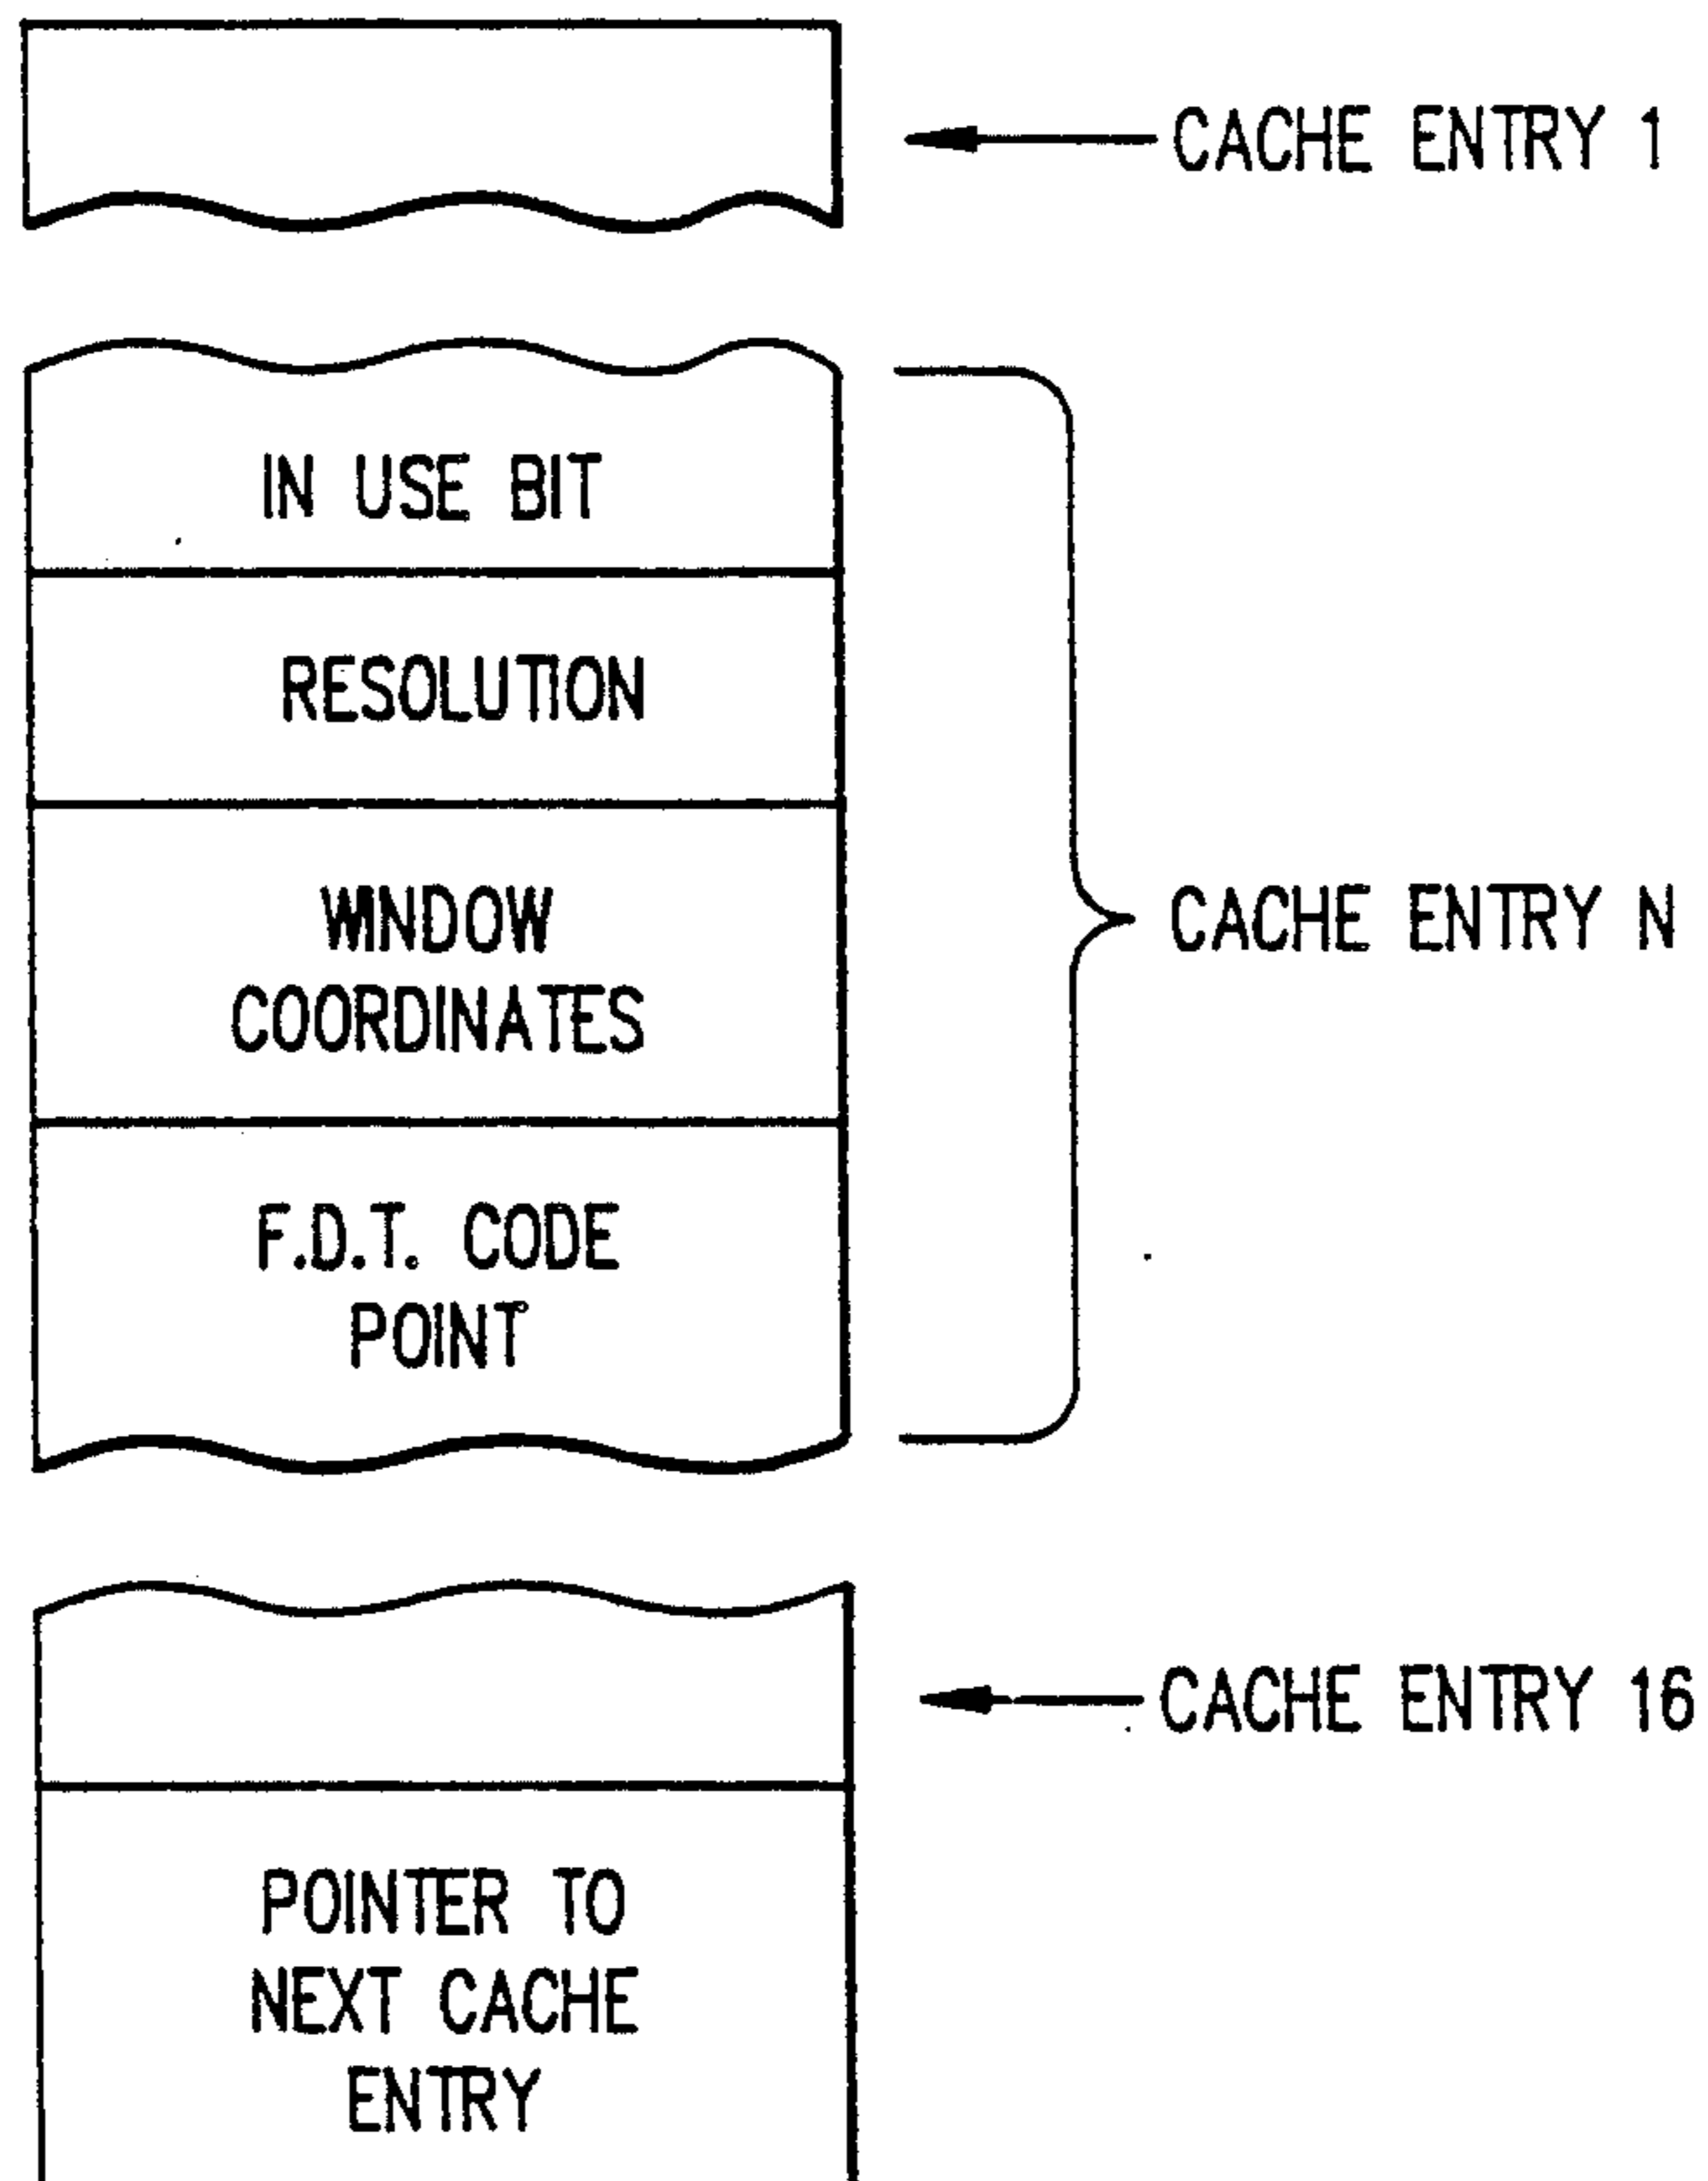 CACHE ENTRY 1
IN USE BIT
RESOLUTION
WINDOW
COORDINATES
CACHE ENTRY N
F.D.T. CODE
POINT
CACHE ENTRY 16
POINTER TO
NEXT CACHE
ENTRY